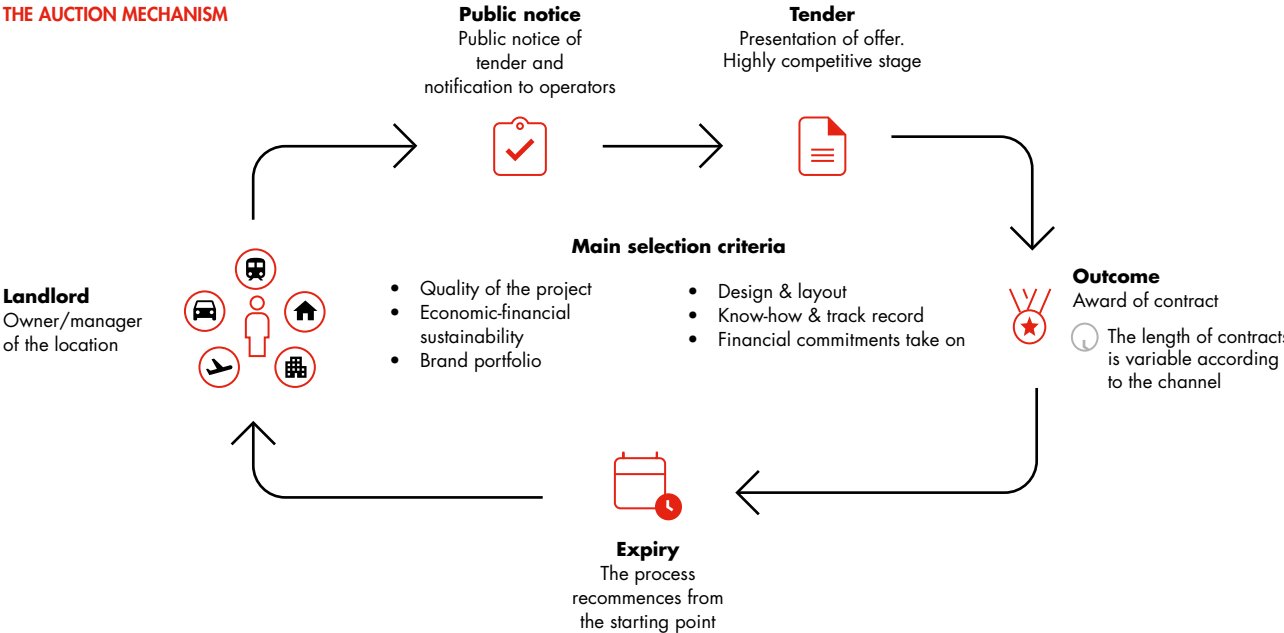 THE AUCTION MECHANISM
Public notice
Public notice of
tender and
notification to operators
Tender
Presentation of offer.
Highly competitive stage
Main selection criteria
• Quality of the project
• Economic-financial
sustainability
• Brand portfolio
• Design & layout
• Know-how & track record
• Financial commitments take on
Landlord
Owner/manager
of the location
Outcome
Award of contract
The length of contracts
is variable according
to the channel
Expiry
The process
recommences from
the starting point